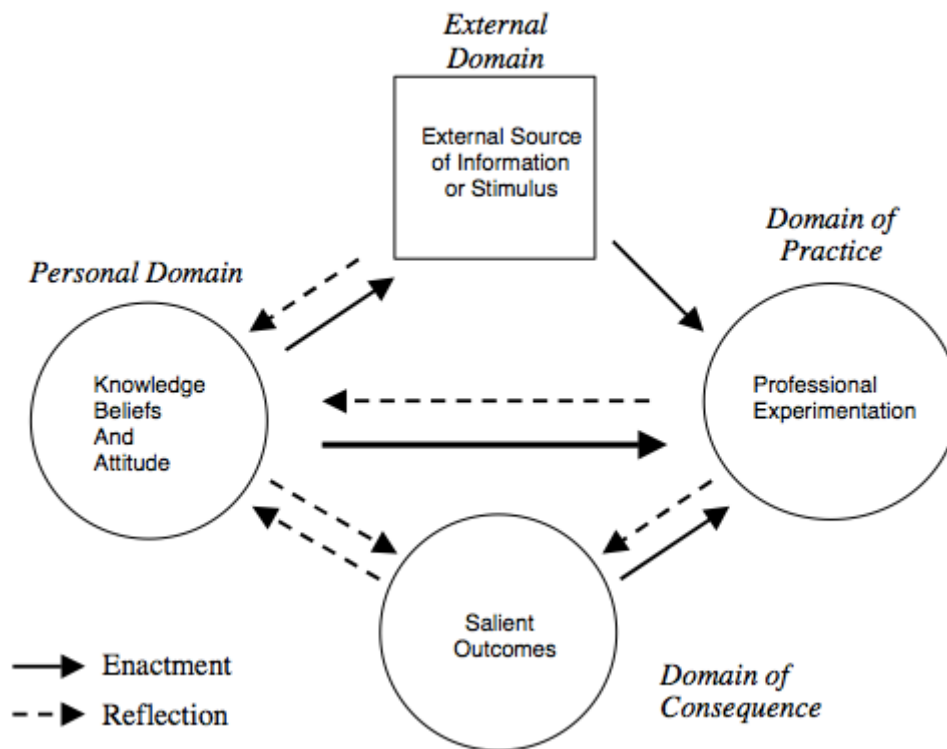 External
Domain
External Source
of Information
or Stimulus
Domain of
Practice
Personal Domain
Knowledge
Beliefs
And
Attitude
Professional
Experimentation
Salient
Outcomes
Enactment
Reflection
Domain of
Consequence